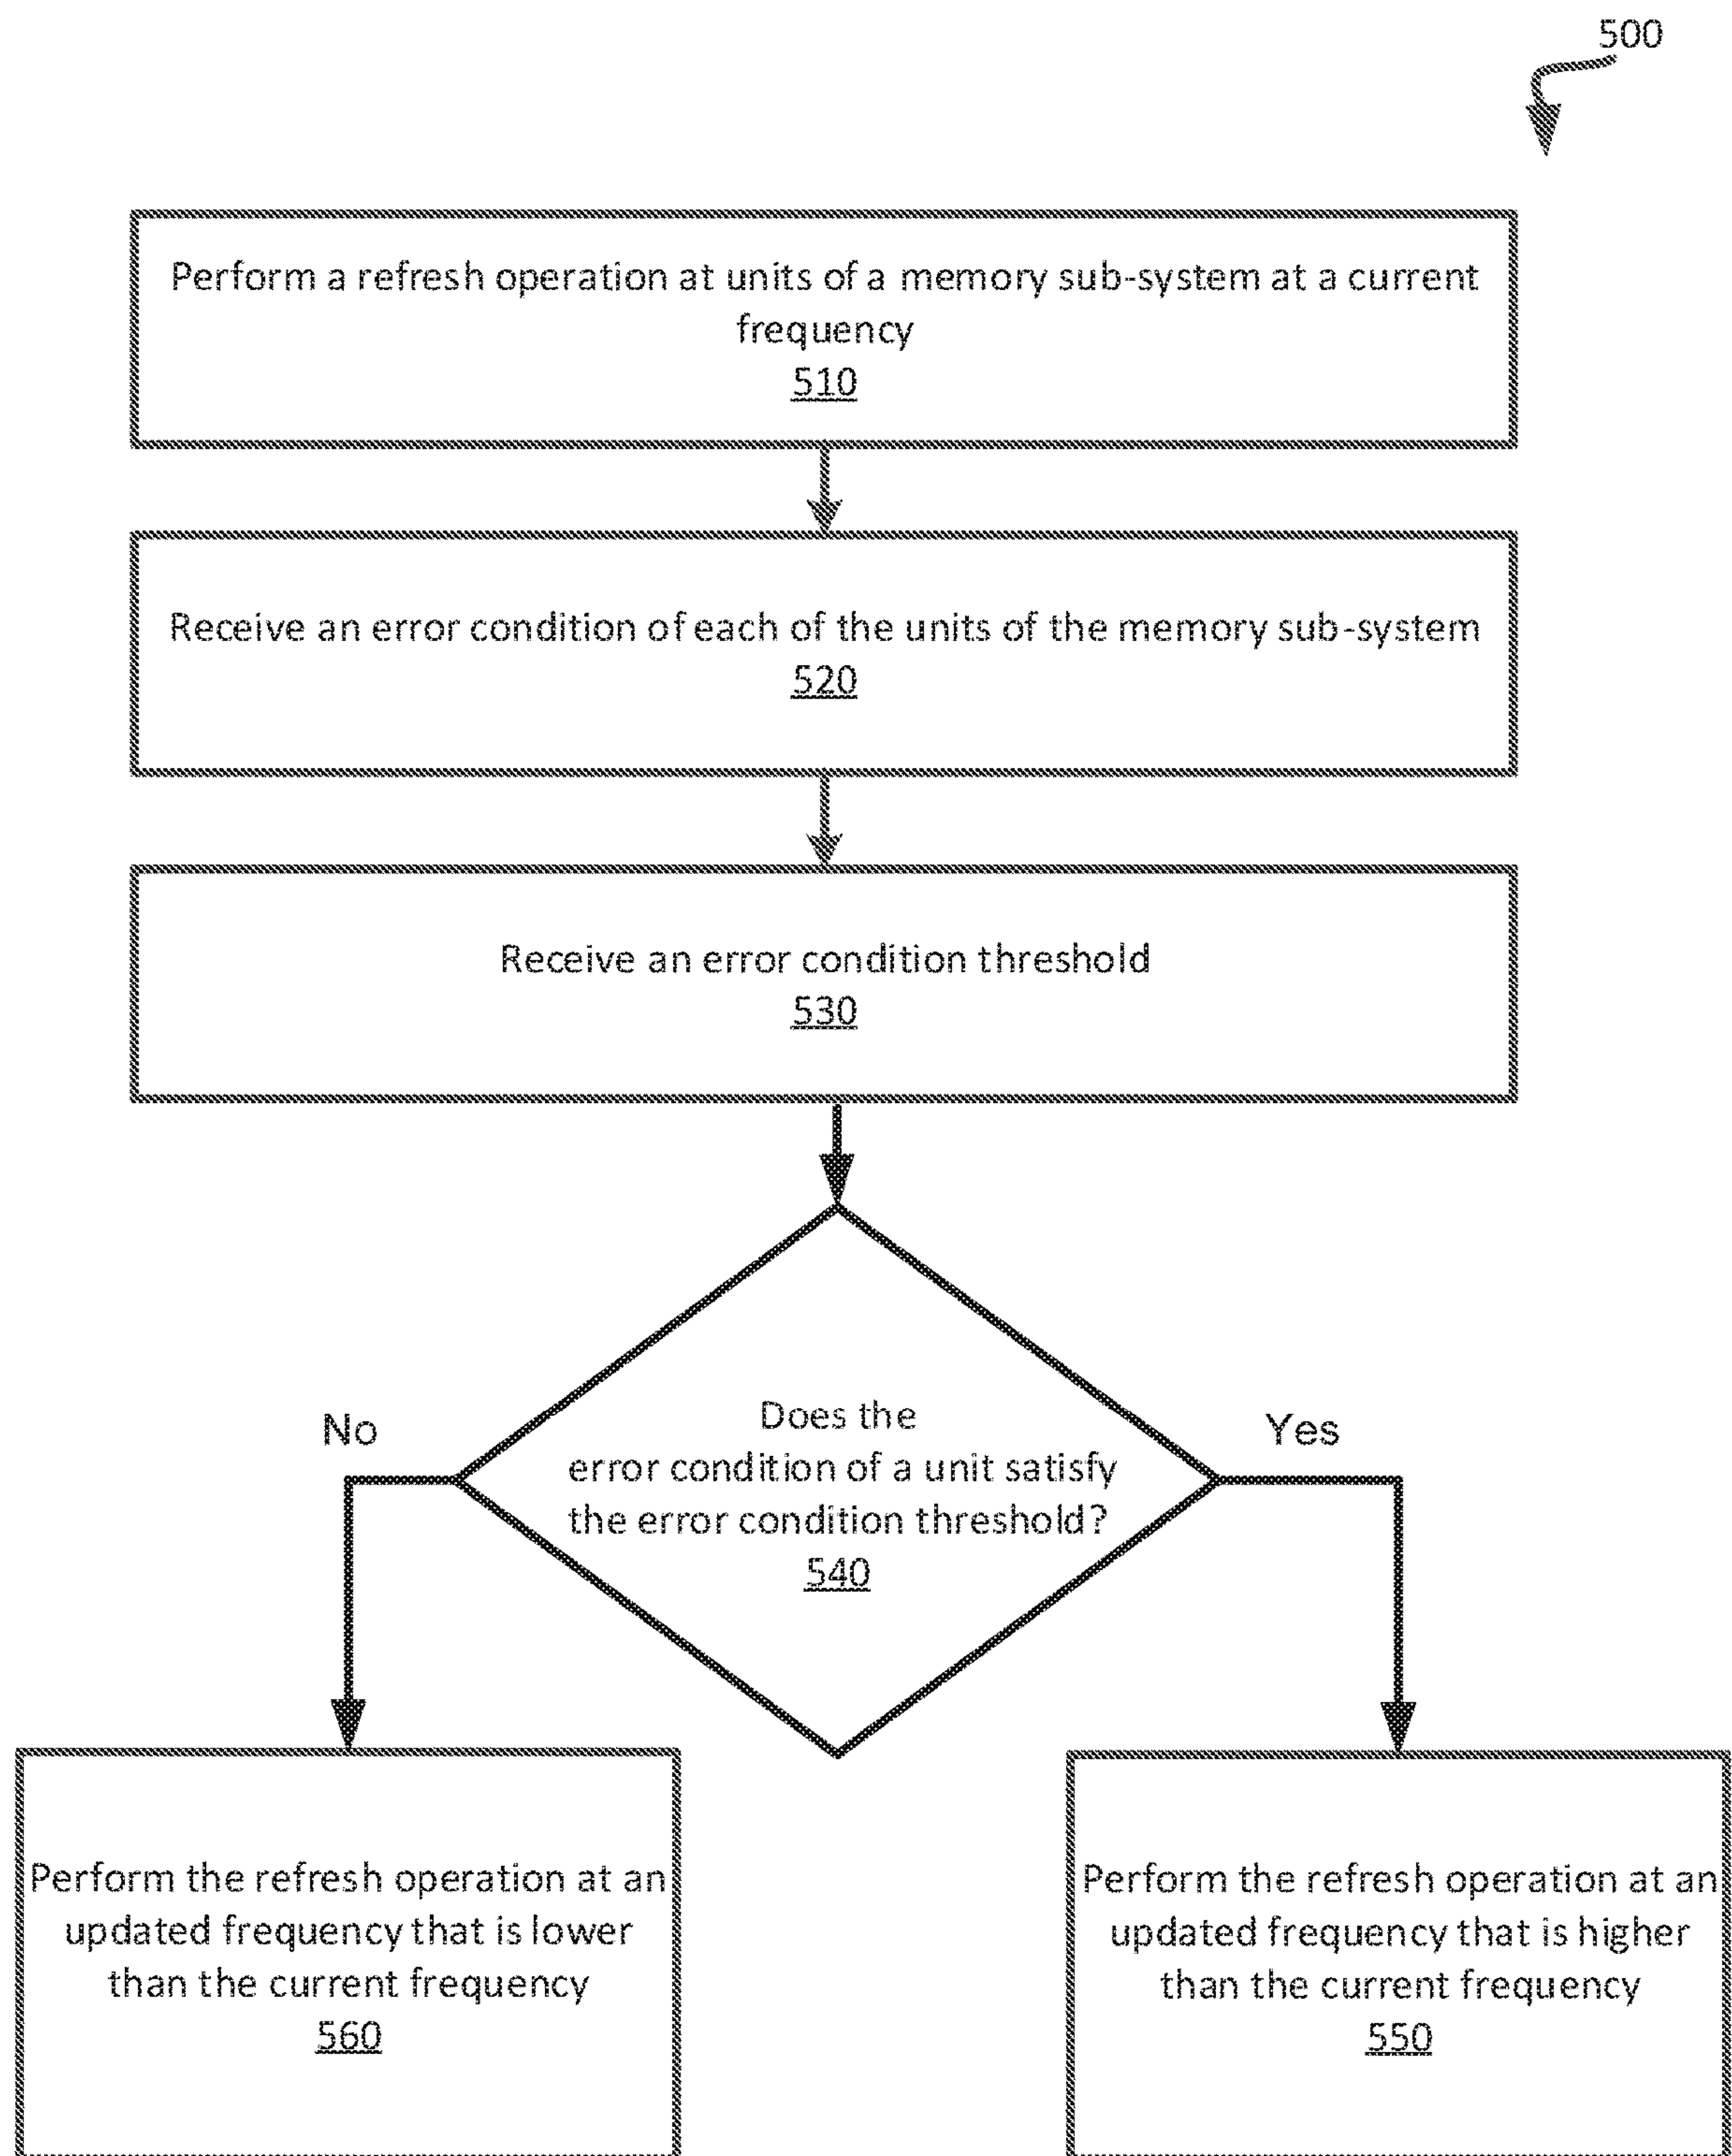 500
Perform a refresh operation at units of a memory sub-system at a current
frequency
510
Receive an error condition of each of the units of the memory sub-system
520
Receive an error condition threshold
530
Does the
error condition of a unit satisfy
the error condition threshold?
540
No
Yes
Perform the refresh operation at an
updated frequency that is lower
than the current frequency
560
Perform the refresh operation at an
updated frequency that is higher
than the current frequency
550